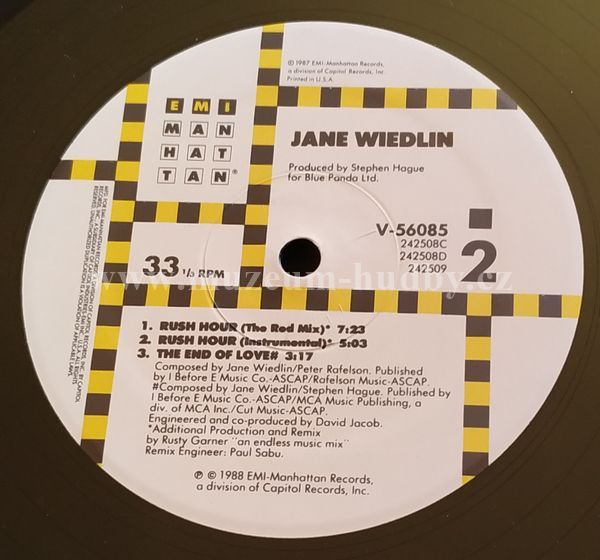 © 1987 EMI-Manhattan Records,
a division of Capitol Records, Inc.
Printed in U.S.A.
EMI
MAN
HAT
TAN®
JANE WIEDLIN
Produced by Stephen Hague
for Blue Panda Ltd.
V-56085
242508C
242508D
242509
2
33 1/3 RPM
www.muzeum-hudby.cz
1. RUSH HOUR (The Red Mix)* 7:23
2. RUSH HOUR (Instrumental)* 5:03
3. THE END OF LOVE# 3:17
Composed by Jane Wiedlin/Peter Rafelson. Published
by I Before E Music Co.-ASCAP/Rafelson Music-ASCAP.
#Composed by Jane Wiedlin/Stephen Hague. Published by
I Before E Music Co.-ASCAP/MCA Music Publishing, a
div. of MCA Inc./Cut Music-ASCAP.
Engineered and co-produced by David Jacob.
*Additional Production and Remix
by Rusty Garner "an endless music mix"
Remix Engineer: Paul Sabu.
℗ © 1988 EMI-Manhattan Records,
a division of Capitol Records, Inc.